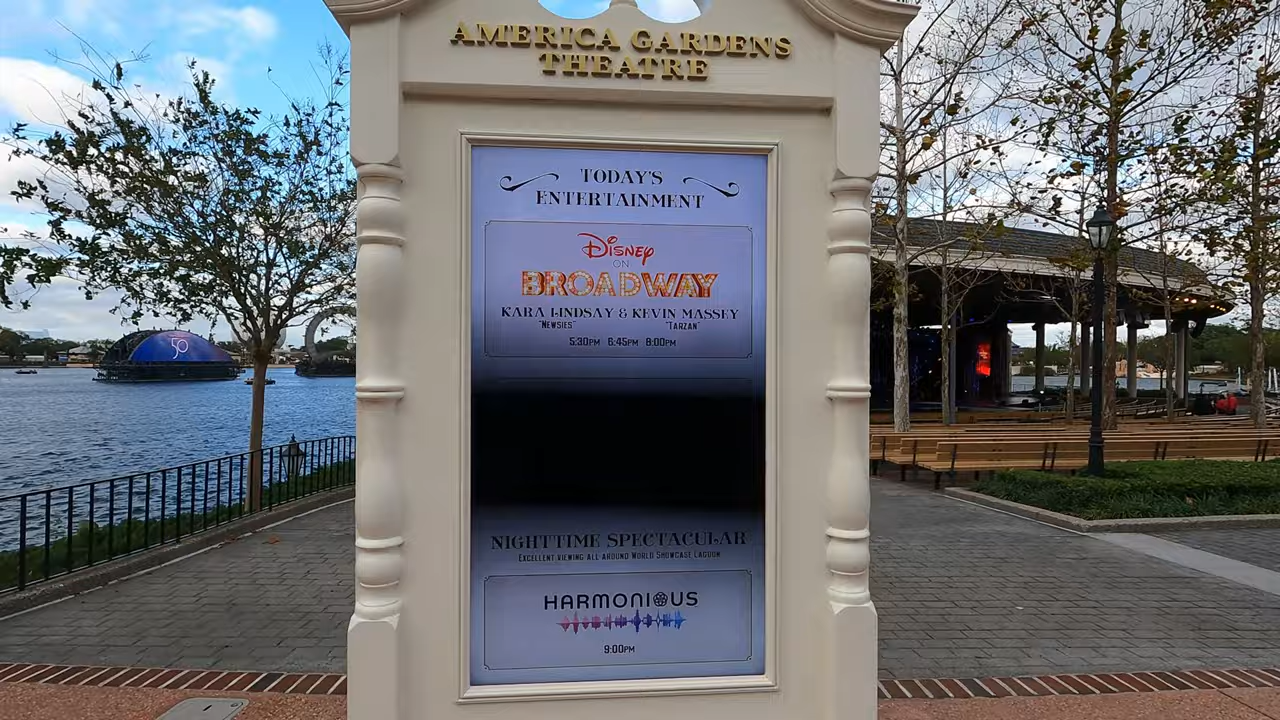 AMERICA GARDENS
THEATRE
TODAY'S
ENTERTAINMENT
Disney
ON
BROADWAY
KARA LINDSAY & KEVIN MASSEY
"NEWSIES" "TARZAN"
5:30PM 6:45PM 8:00PM
NIGHTTIME SPECTACULAR
EXCELLENT VIEWING ALL AROUND WORLD SHOWCASE LAGOON
HARMONIOUS
9:00PM
50